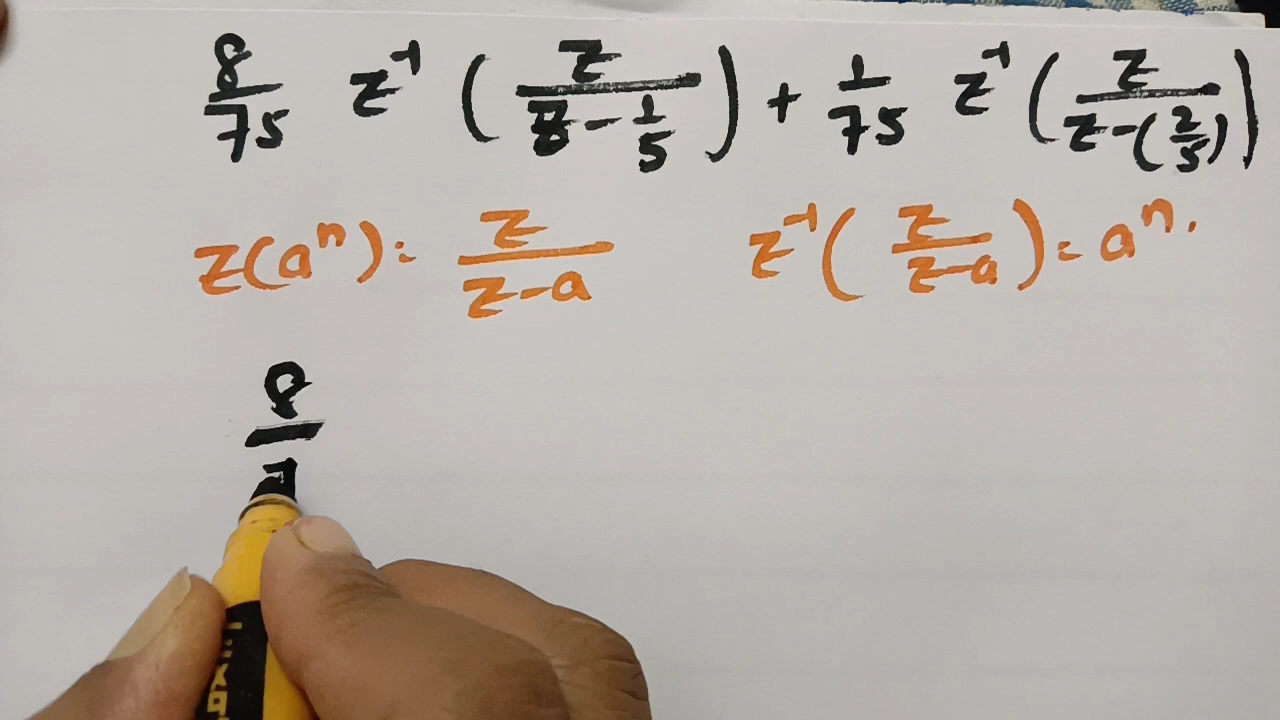 8/75 z⁻¹ ( z / (z - 1/5) ) + 1/75 z⁻¹ ( z / (z - (2/5)) )
z(aⁿ) = z / (z - a) z⁻¹ ( z / (z - a) ) = aⁿ.
8/7